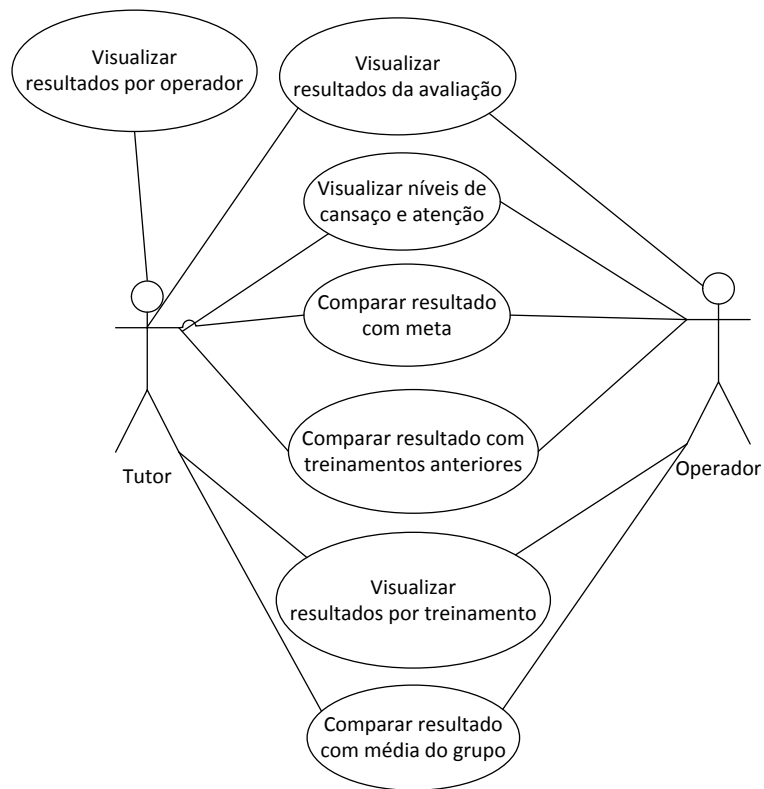 Visualizar
resultados por operador
Visualizar
resultados da avaliação
Visualizar níveis de
cansaço e atenção
Comparar resultado
com meta
Comparar resultado com
treinamentos anteriores
Tutor
Operador
Visualizar
resultados por treinamento
Comparar resultado
com média do grupo